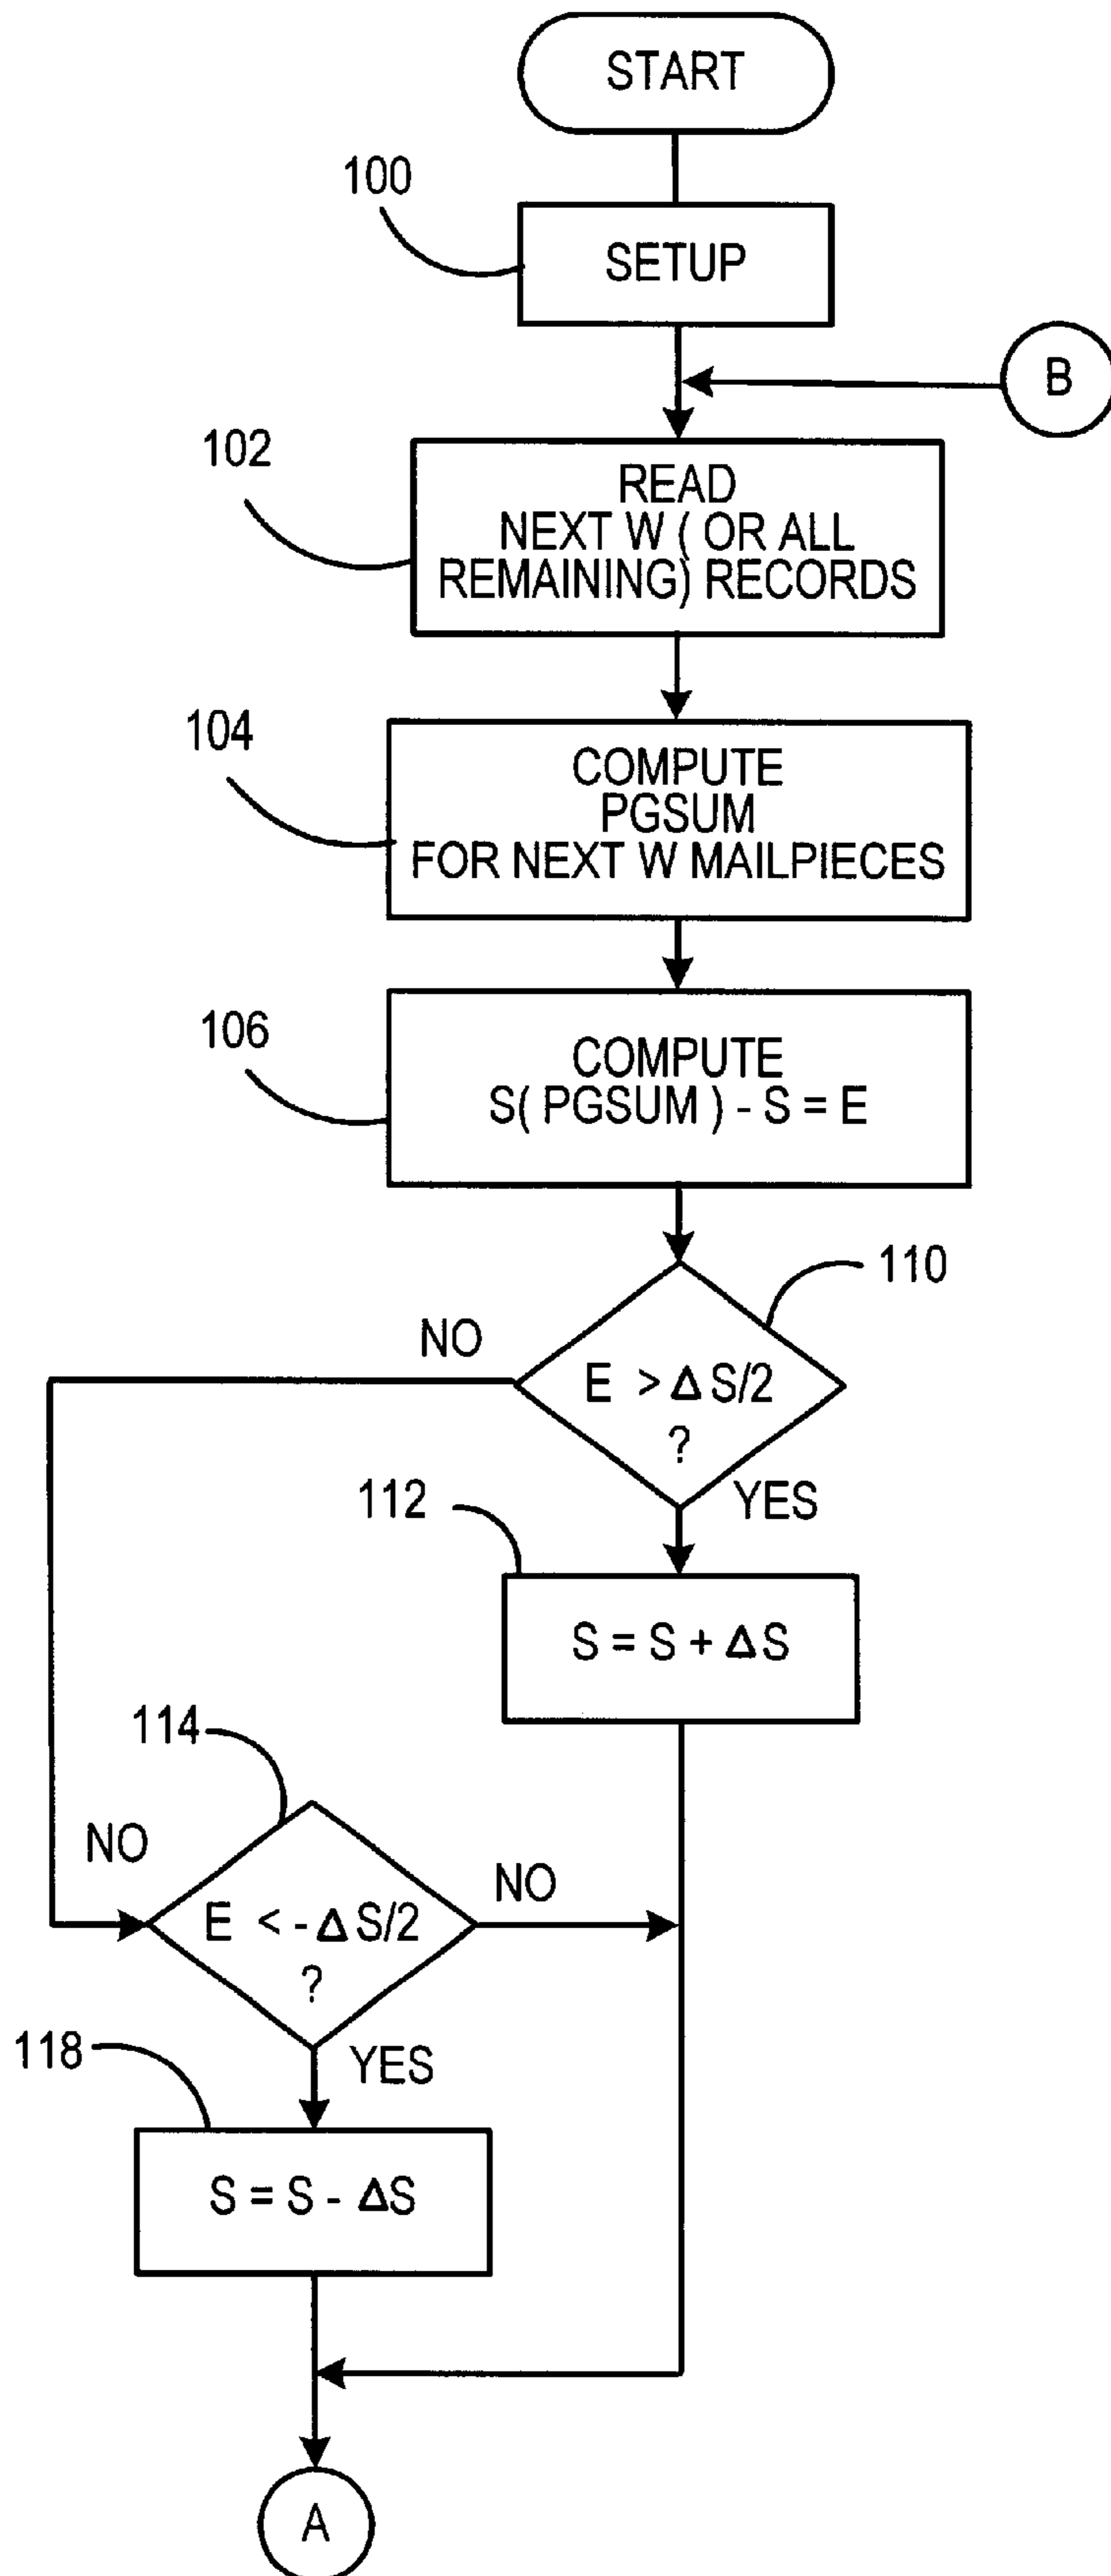 START
100
SETUP
B
102
READ
NEXT W ( OR ALL
REMAINING) RECORDS
104
COMPUTE
PGSUM
FOR NEXT W MAILPIECES
106
COMPUTE
S( PGSUM ) - S = E
110
NO
E > Δ S/2
?
YES
112
S = S + Δ S
114
NO
NO
E < - Δ S/2
?
118
YES
S = S - ΔS
A